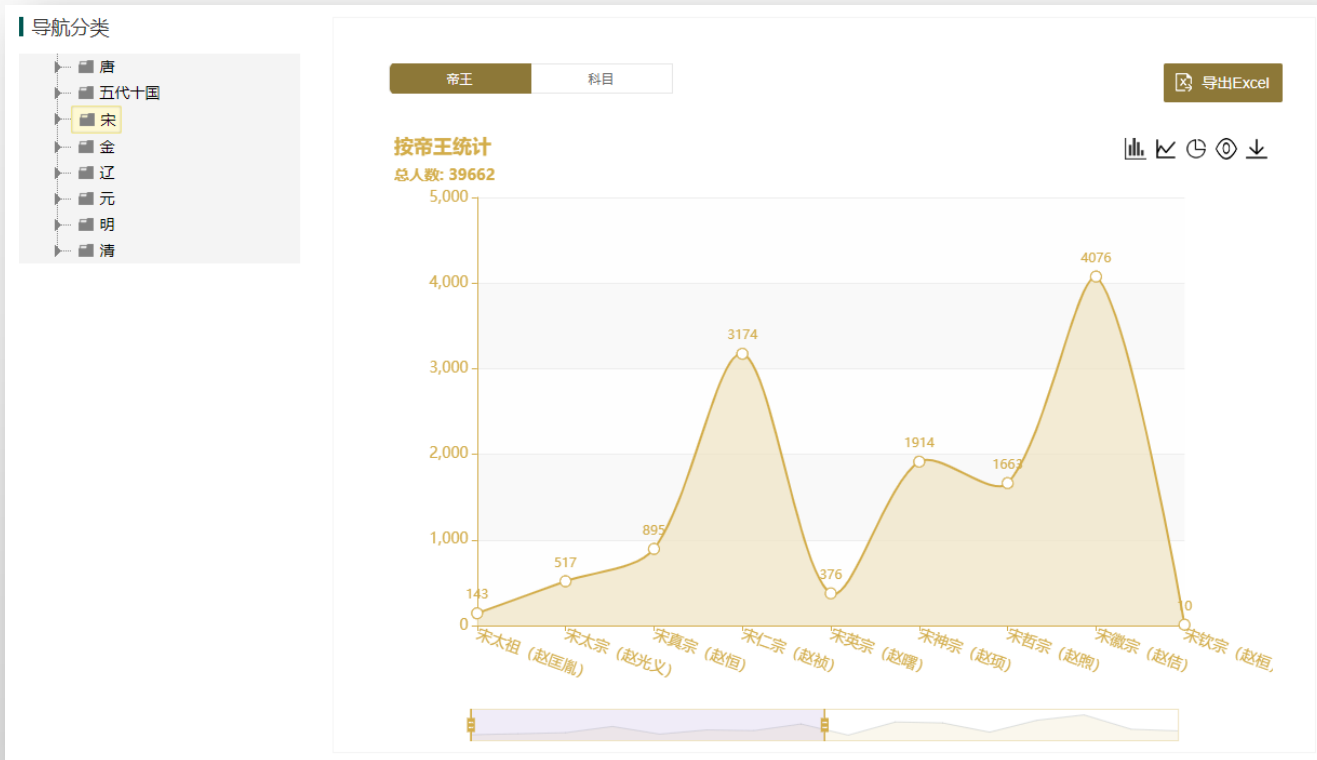 导航分类
唐
五代十国
宋
金
辽
元
明
清
帝王
科目
导出Excel
按帝王统计
总人数: 39662
5,000
4,000
3,000
2,000
1,000
0
143
517
895
3174
376
1914
1663
4076
10
宋太祖（赵匡胤）
宋太宗（赵光义）
宋真宗（赵恒）
宋仁宗（赵祯）
宋英宗（赵曙）
宋神宗（赵顼）
宋哲宗（赵煦）
宋徽宗（赵佶）
宋钦宗（赵桓